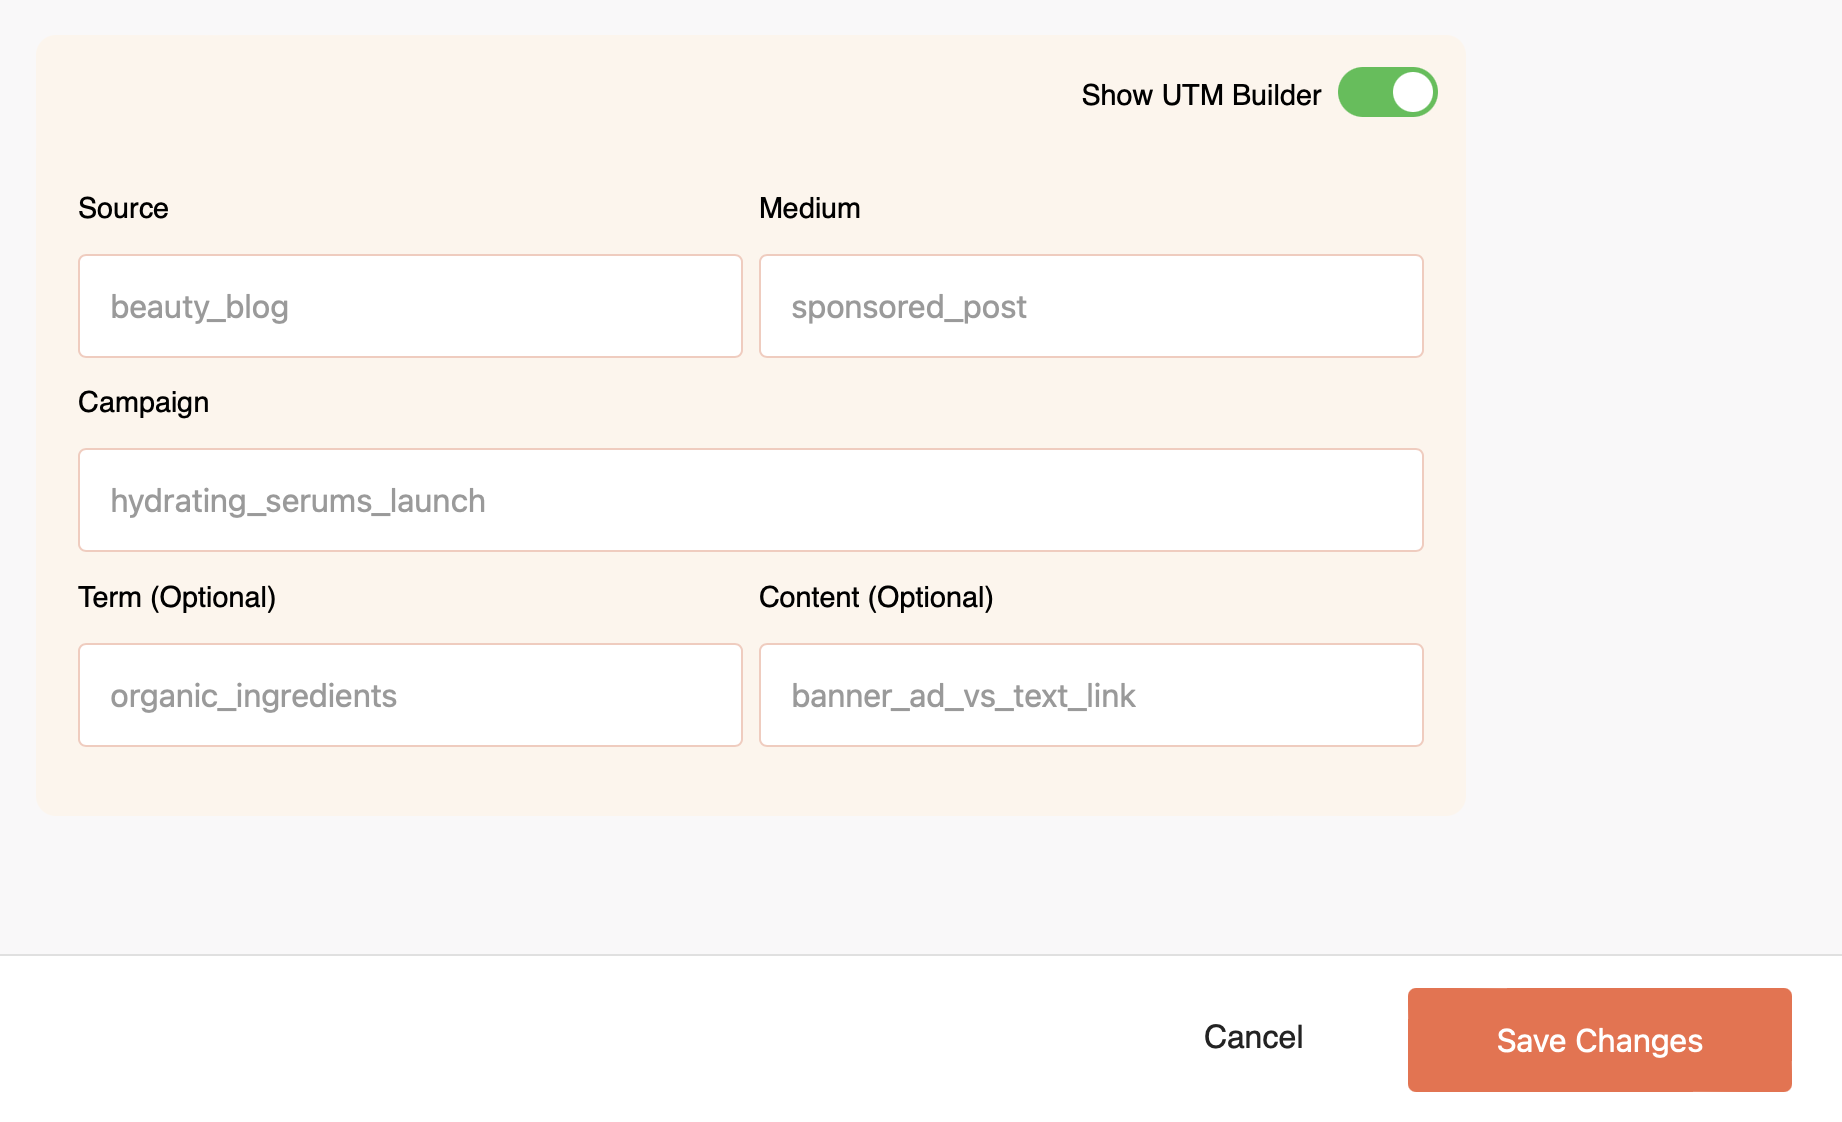 Show UTM Builder
Source
Medium
beauty_blog
sponsored_post
Campaign
hydrating_serums_launch
Term (Optional)
Content (Optional)
organic_ingredients
banner_ad_vs_text_link
Cancel
Save Changes